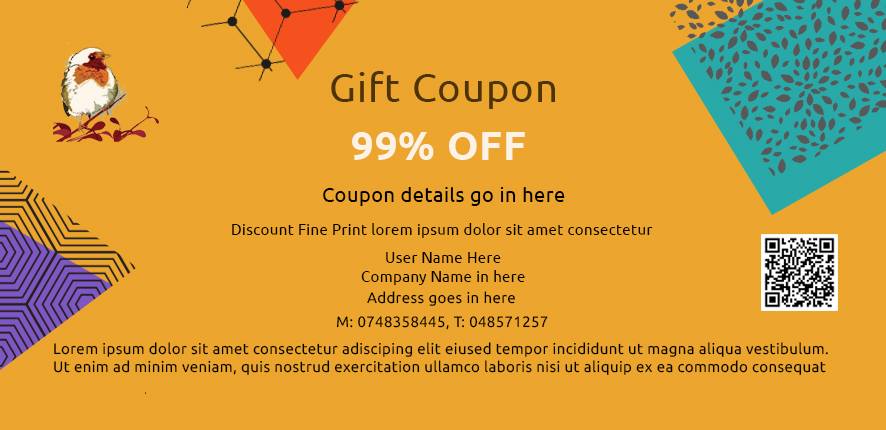 Gift Coupon
99% OFF
Coupon details go in here
Discount Fine Print lorem ipsum dolor sit amet consectetur
User Name Here
Company Name in here
Address goes in here
M: 0748358445, T: 048571257
Lorem ipsum dolor sit amet consectetur adisciping elit eiused tempor incididunt ut magna aliqua vestibulum.
Ut enim ad minim veniam, quis nostrud exercitation ullamco laboris nisi ut aliquip ex ea commodo consequat